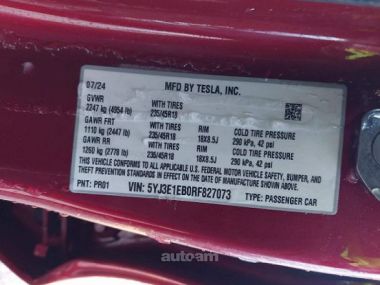 07/24 MFD BY TESLA, INC.
GVWR
2247 kg (4954 lb) WITH TIRES 235/45R18
GAWR FRT
1110 kg (2447 lb) WITH TIRES 235/45R18 RIM 18X8.5J COLD TIRE PRESSURE 290 kPa, 42 psi
GAWR RR
1260 kg (2778 lb) WITH TIRES 235/45R18 RIM 18X8.5J COLD TIRE PRESSURE 290 kPa, 42 psi
THIS VEHICLE CONFORMS TO ALL APPLICABLE
FEDERAL MOTOR VEHICLE SAFETY, BUMPER, AND
THEFT PREVENTION STANDARDS IN EFFECT ON
THE DATE OF MANUFACTURE SHOWN ABOVE.
PNT: PR01 VIN: 5YJ3E1EB0RF827073 TYPE: PASSENGER CAR
autoam